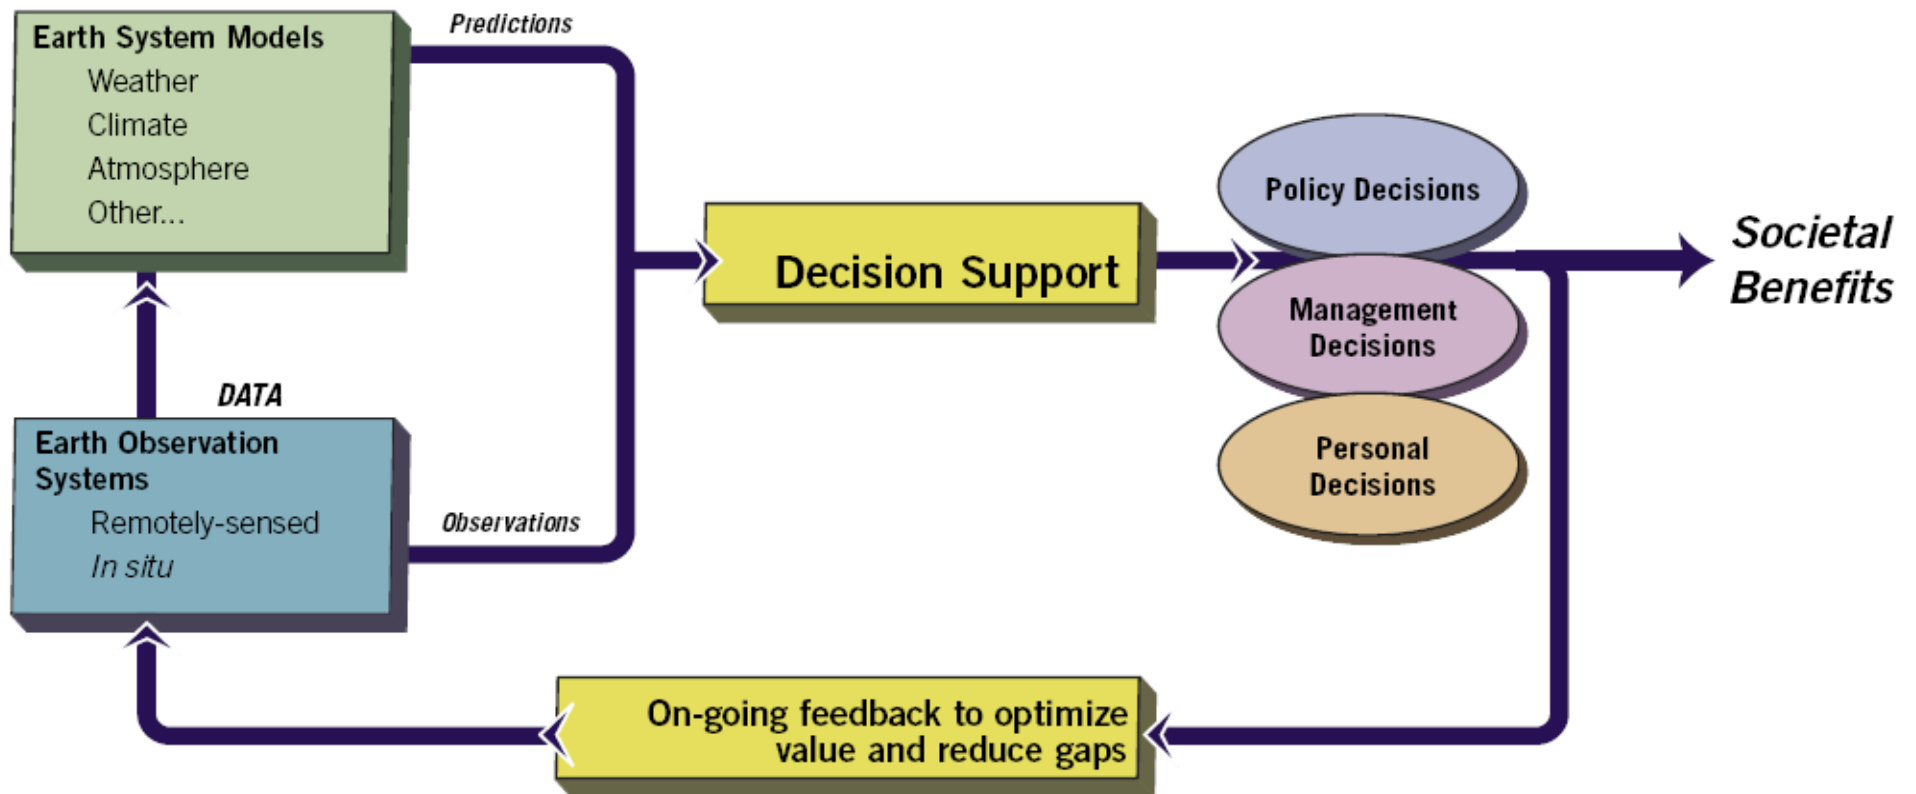 Earth System Models
Weather
Climate
Atmosphere
Other...
Predictions
DATA
Earth Observation
Systems
Remotely-sensed
In situ
Observations
Decision Support
Policy Decisions
Management
Decisions
Personal
Decisions
Societal
Benefits
On-going feedback to optimize
value and reduce gaps